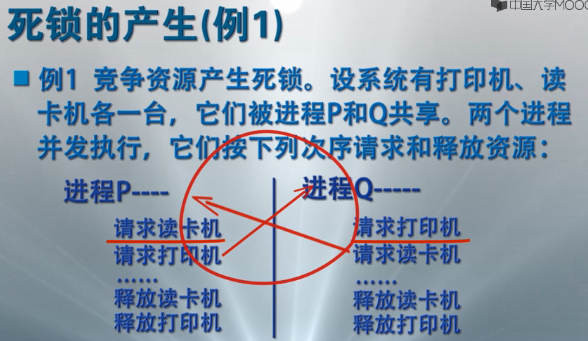 中国大学MOOC
死锁的产生(例1)
例1 竞争资源产生死锁。设系统有打印机、读
卡机各一台，它们被进程P和Q共享。两个进程
并发执行，它们按下列次序请求和释放资源：
进程P----
请求读卡机
请求打印机
......
释放读卡机
释放打印机
进程Q-----
请求打印机
请求读卡机
......
释放读卡机
释放打印机